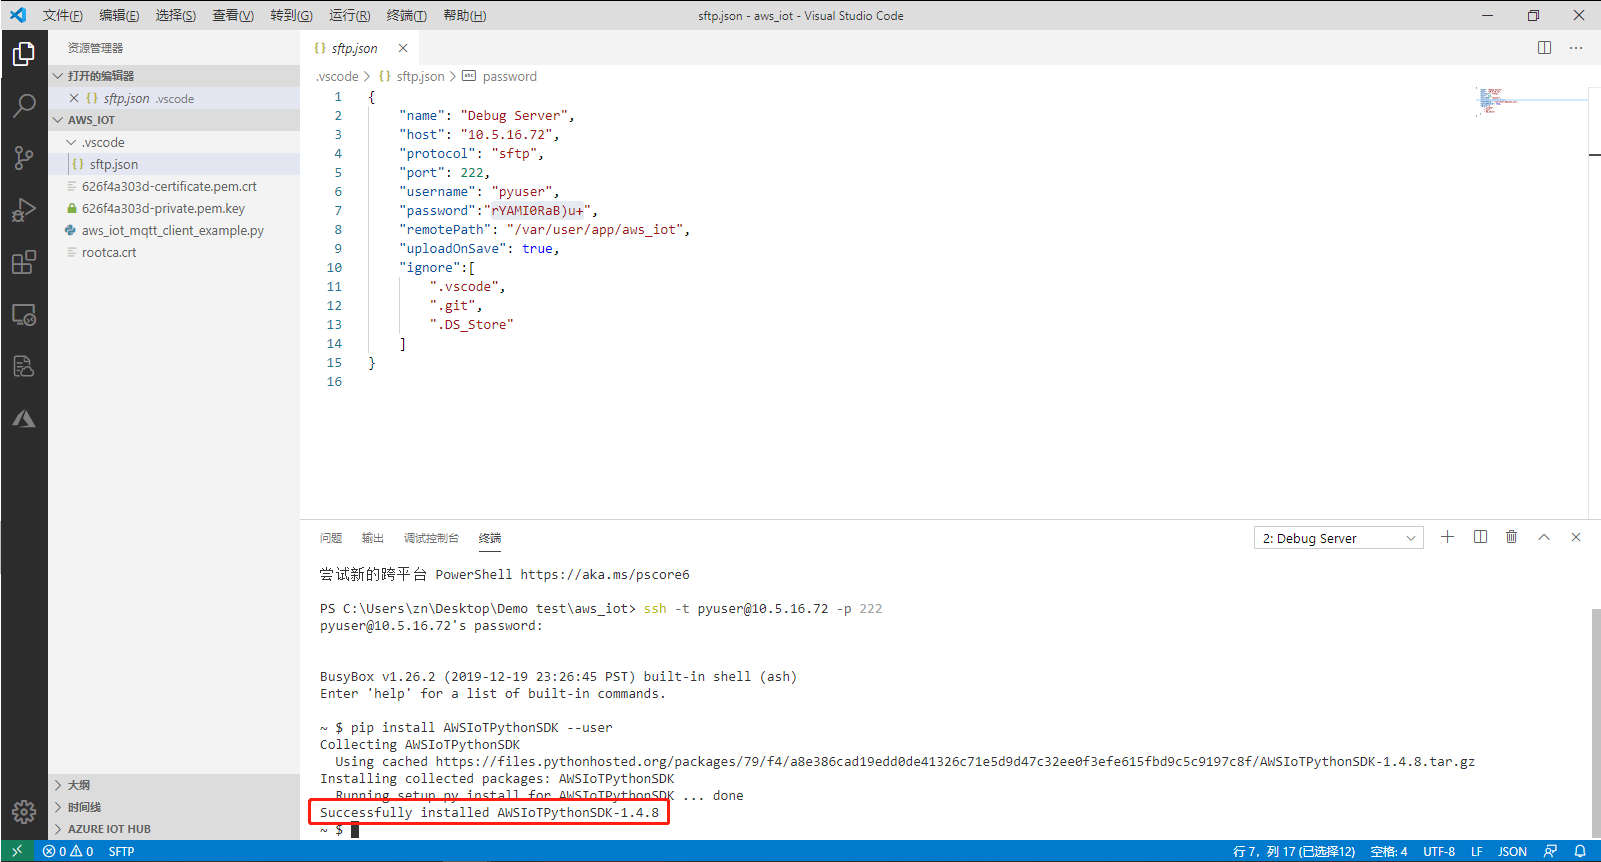 文件(F) 编辑(E) 选择(S) 查看(V) 转到(G) 运行(R) 终端(T) 帮助(H) sftp.json - aws_iot - Visual Studio Code
资源管理器
打开的编辑器
sftp.json .vscode
AWS_IOT
.vscode
sftp.json
626f4a303d-certificate.pem.crt
626f4a303d-private.pem.key
aws_iot_mqtt_client_example.py
rootca.crt
大纲
时间线
AZURE IOT HUB
sftp.json
.vscode > sftp.json > password
1 {
2 "name": "Debug Server",
3 "host": "10.5.16.72",
4 "protocol": "sftp",
5 "port": 222,
6 "username": "pyuser",
7 "password":"rYAMI0RaB)u+",
8 "remotePath": "/var/user/app/aws_iot",
9 "uploadOnSave": true,
10 "ignore":[
11 ".vscode",
12 ".git",
13 ".DS_Store"
14 ]
15 }
16
问题 输出 调试控制台 终端 2: Debug Server
尝试新的跨平台 PowerShell https://aka.ms/pscore6
PS C:\Users\zn\Desktop\Demo test\aws_iot> ssh -t pyuser@10.5.16.72 -p 222
pyuser@10.5.16.72's password:
BusyBox v1.26.2 (2019-12-19 23:26:45 PST) built-in shell (ash)
Enter 'help' for a list of built-in commands.
~ $ pip install AWSIoTPythonSDK --user
Collecting AWSIoTPythonSDK
Using cached https://files.pythonhosted.org/packages/79/f4/a8e386cad19edd0de41326c71e5d9d47c32ee0f3efe615fbd9c5c9197c8f/AWSIoTPythonSDK-1.4.8.tar.gz
Installing collected packages: AWSIoTPythonSDK
Running setup.py install for AWSIoTPythonSDK ... done
Successfully installed AWSIoTPythonSDK-1.4.8
~ $
0 0 SFTP 行 7，列 17 (已选择12) 空格: 4 UTF-8 LF JSON